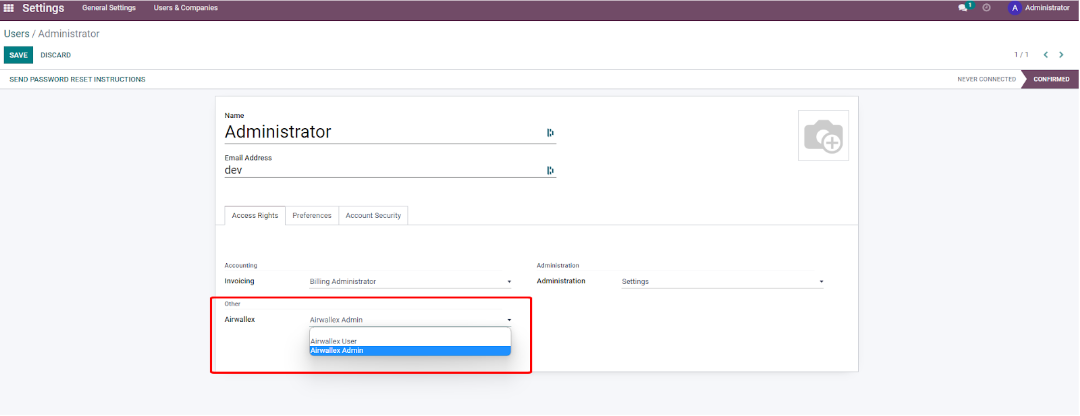 Settings General Settings Users & Companies 1 A Administrator
Users / Administrator
SAVE DISCARD 1 / 1
SEND PASSWORD RESET INSTRUCTIONS NEVER CONNECTED CONFIRMED
Name
Administrator
Email Address
dev
Access Rights Preferences Account Security
Accounting Administration
Invoicing Billing Administrator Administration Settings
Other
Airwallex Airwallex Admin
Airwallex User
Airwallex Admin